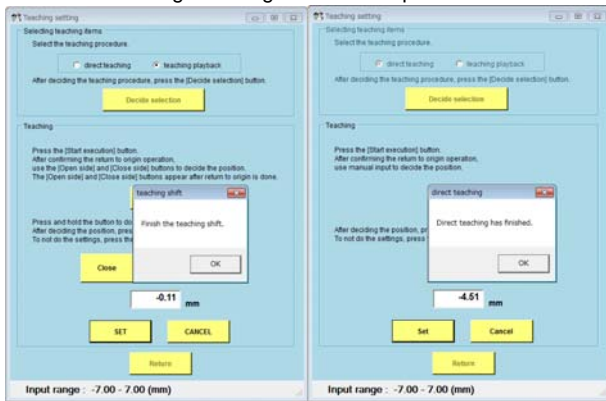 Teaching setting
Selecting teaching items
Select the teaching procedure.
direct teaching
teaching playback
After deciding the teaching procedure, press the [Decide selection] button.
Decide selection
Teaching
Press the [Start execution] button.
After confirming the return to origin operation,
use the [Open side] and [Close side] buttons to decide the position.
The [Open side] and [Close side] buttons appear after return to origin is done.
teaching shift
Finish the teaching shift.
OK
Press and hold the button to
After deciding the position,
To not do the settings, press the
Close
-0.11 mm
SET
CANCEL
Return
Input range : -7.00 - 7.00 (mm)
Teaching setting
Selecting teaching items
Select the teaching procedure.
direct teaching
teaching playback
After deciding the teaching procedure, press the [Decide selection] button.
Decide selection
Teaching
Press the [Start execution] button.
After confirming the return to origin operation,
use manual input to decide the position.
direct teaching
Direct teaching has finished.
OK
After deciding the position,
To not do the settings, press
-4.51 mm
Set
Cancel
Return
Input range : -7.00 - 7.00 (mm)